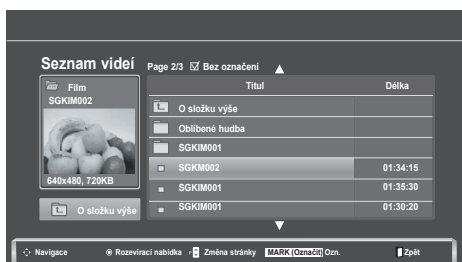 Seznam videí Page 2/3 Bez označení
Film
SGKIM002
640x480, 720KB
O složku výše
Titul Délka
O složku výše
Oblíbené hudba
SGKIM001
SGKM002 01:34:15
SGKIM001 01:35:30
SGKIM001 01:30:20
Navigace Rozevírací nabídka Změna stránky MARK (Označit) Ozn. Zpět